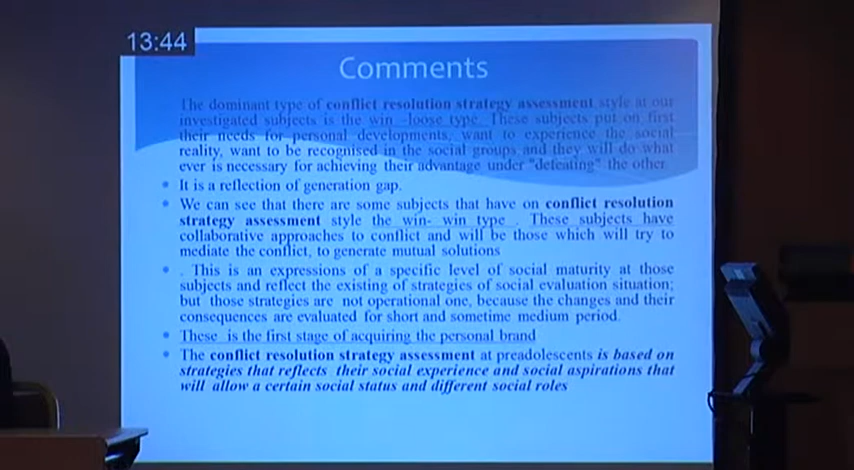 13:44
Comments
The dominant type of conflict resolution strategy assessment style at our
investigated subjects is the win -loose type. These subjects put on first
their needs for personal developments, want to experience the social
reality, want to be recognised in the social groups and they will do what
ever is necessary for achieving their advantage under "defeating" the other.
• It is a reflection of generation gap.
• We can see that there are some subjects that have on conflict resolution
strategy assessment style the win- win type . These subjects have
collaborative approaches to conflict and will be those which will try to
mediate the conflict, to generate mutual solutions
• . This is an expressions of a specific level of social maturity at those
subjects and reflect the existing of strategies of social evaluation situation;
but those strategies are not operational one, because the changes and their
consequences are evaluated for short and sometime medium period.
• These is the first stage of acquiring the personal brand
• The conflict resolution strategy assessment at preadolescents is based on
strategies that reflects their social experience and social aspirations that
will allow a certain social status and different social roles